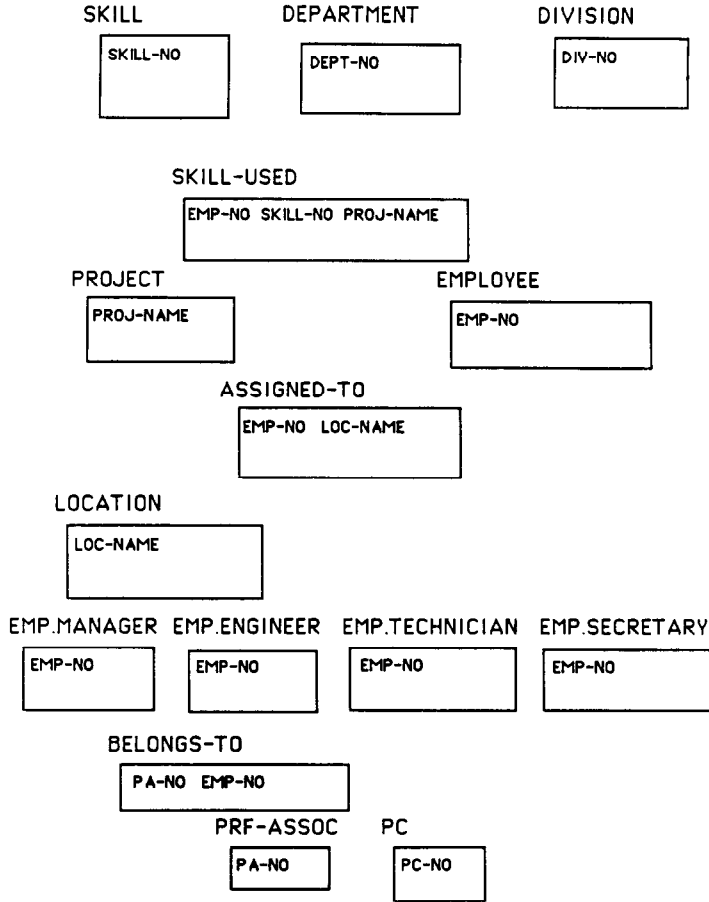 SKILL DEPARTMENT DIVISION
SKILL-NO DEPT-NO DIV-NO
SKILL-USED
EMP-NO SKILL-NO PROJ-NAME
PROJECT EMPLOYEE
PROJ-NAME EMP-NO
ASSIGNED-TO
EMP-NO LOC-NAME
LOCATION
LOC-NAME
EMP.MANAGER EMP.ENGINEER EMP.TECHNICIAN EMP.SECRETARY
EMP-NO EMP-NO EMP-NO EMP-NO
BELONGS-TO
PA-NO EMP-NO
PRF-ASSOC PC
PA-NO PC-NO